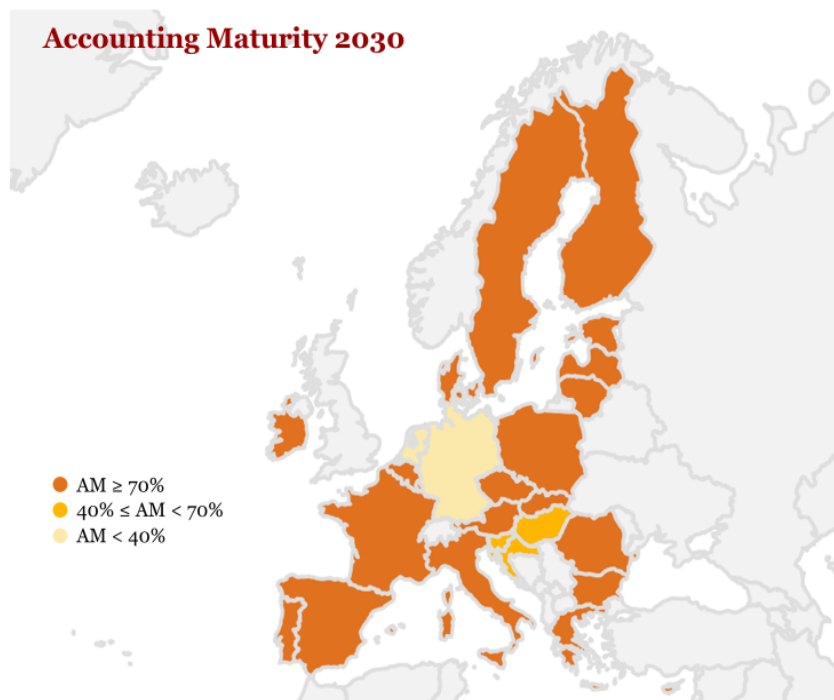 Accounting Maturity 2030
AM ≥ 70%
40% ≤ AM < 70%
AM < 40%